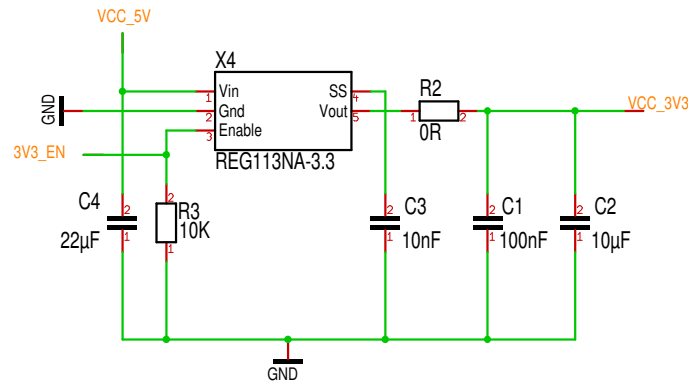 VCC_5V
X4
Vin
SS
1
4
R2
GND
Gnd
Vout
VCC_3V3
2
5
1
2
Enable
0R
3
3V3_EN
REG113NA-3.3
C4
2
2
R3
2
C3
2
C1
2
C2
22µF
1
10K
1
10nF
1
100nF
1
10µF
1
GND